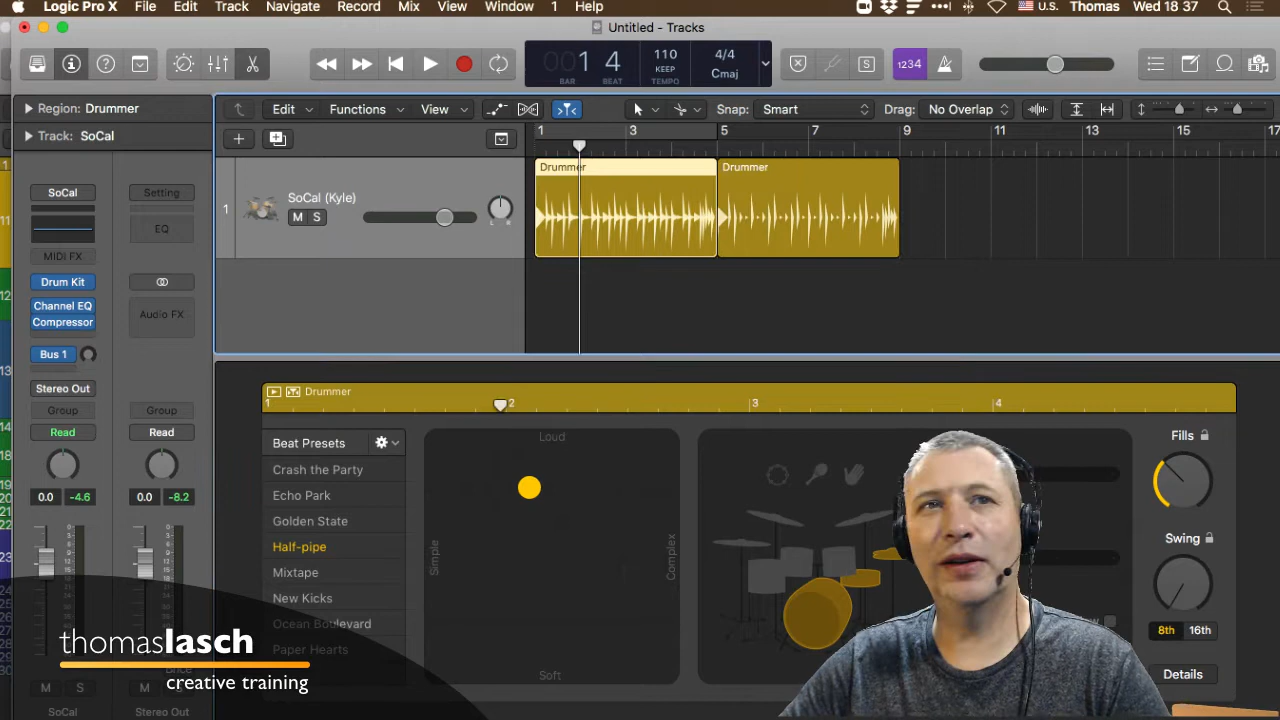 Logic Pro X File Edit Track Navigate Record Mix View Window 1 Help U.S. Thomas Wed 18 37
Untitled - Tracks
001 4 110 4/4
KEEP Cmaj
BAR BEAT TEMPO
1234
S
Region: Drummer
Track: SoCal
Edit Functions View Snap: Smart Drag: No Overlap
1 3 5 7 9 11 13 15 17
Drummer Drummer
1 SoCal (Kyle)
M S
L R
SoCal Setting
EQ
MIDI FX
Drum Kit
Channel EQ Audio FX
Compressor
Bus 1
Stereo Out
Group Group
Read Read
0.0 -4.6 0.0 -8.2
Drummer
1 2 3 4
Beat Presets
Crash the Party
Echo Park
Golden State
Half-pipe
Mixtape
New Kicks
Ocean Boulevard
Paper Hearts
Loud
Simple
Complex
Soft
Fills
Swing
8th 16th
Details
thomaslasch
creative training
M S M
SoCal Stereo Out